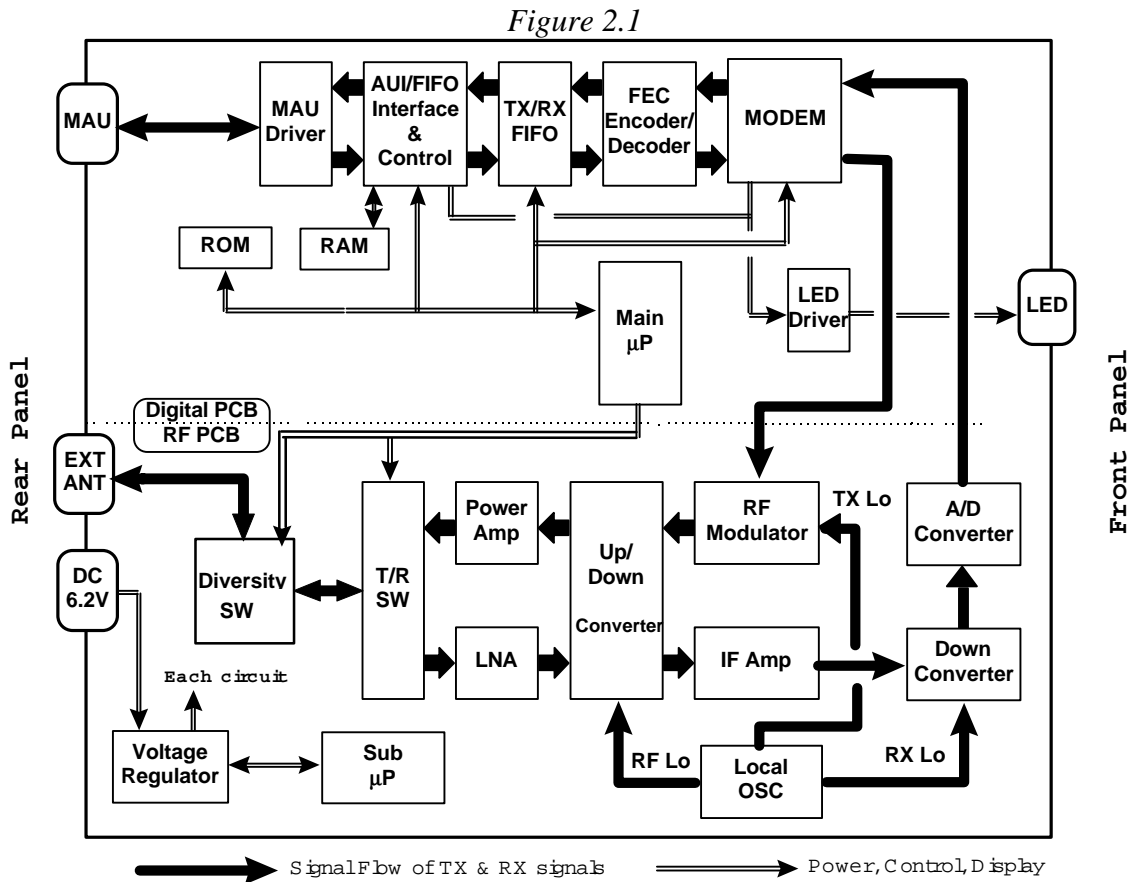 Figure 2.1
MAU
MAU
Driver
AUI/FIFO
Interface
&
Control
TX/RX
FIFO
FEC
Encoder/
Decoder
MODEM
ROM
RAM
Main
µP
LED
Driver
LED
Rear Panel
Front Panel
Digital PCB
RF PCB
EXT
ANT
DC
6.2V
Diversity
SW
T/R
SW
Power
Amp
LNA
Up/
Down
Converter
RF
Modulator
TX Lo
IF Amp
A/D
Converter
Down
Converter
Each circuit
Voltage
Regulator
Sub
µP
RF Lo
Local
OSC
RX Lo
Signal Flow of TX & RX signals
Power, Control, Display